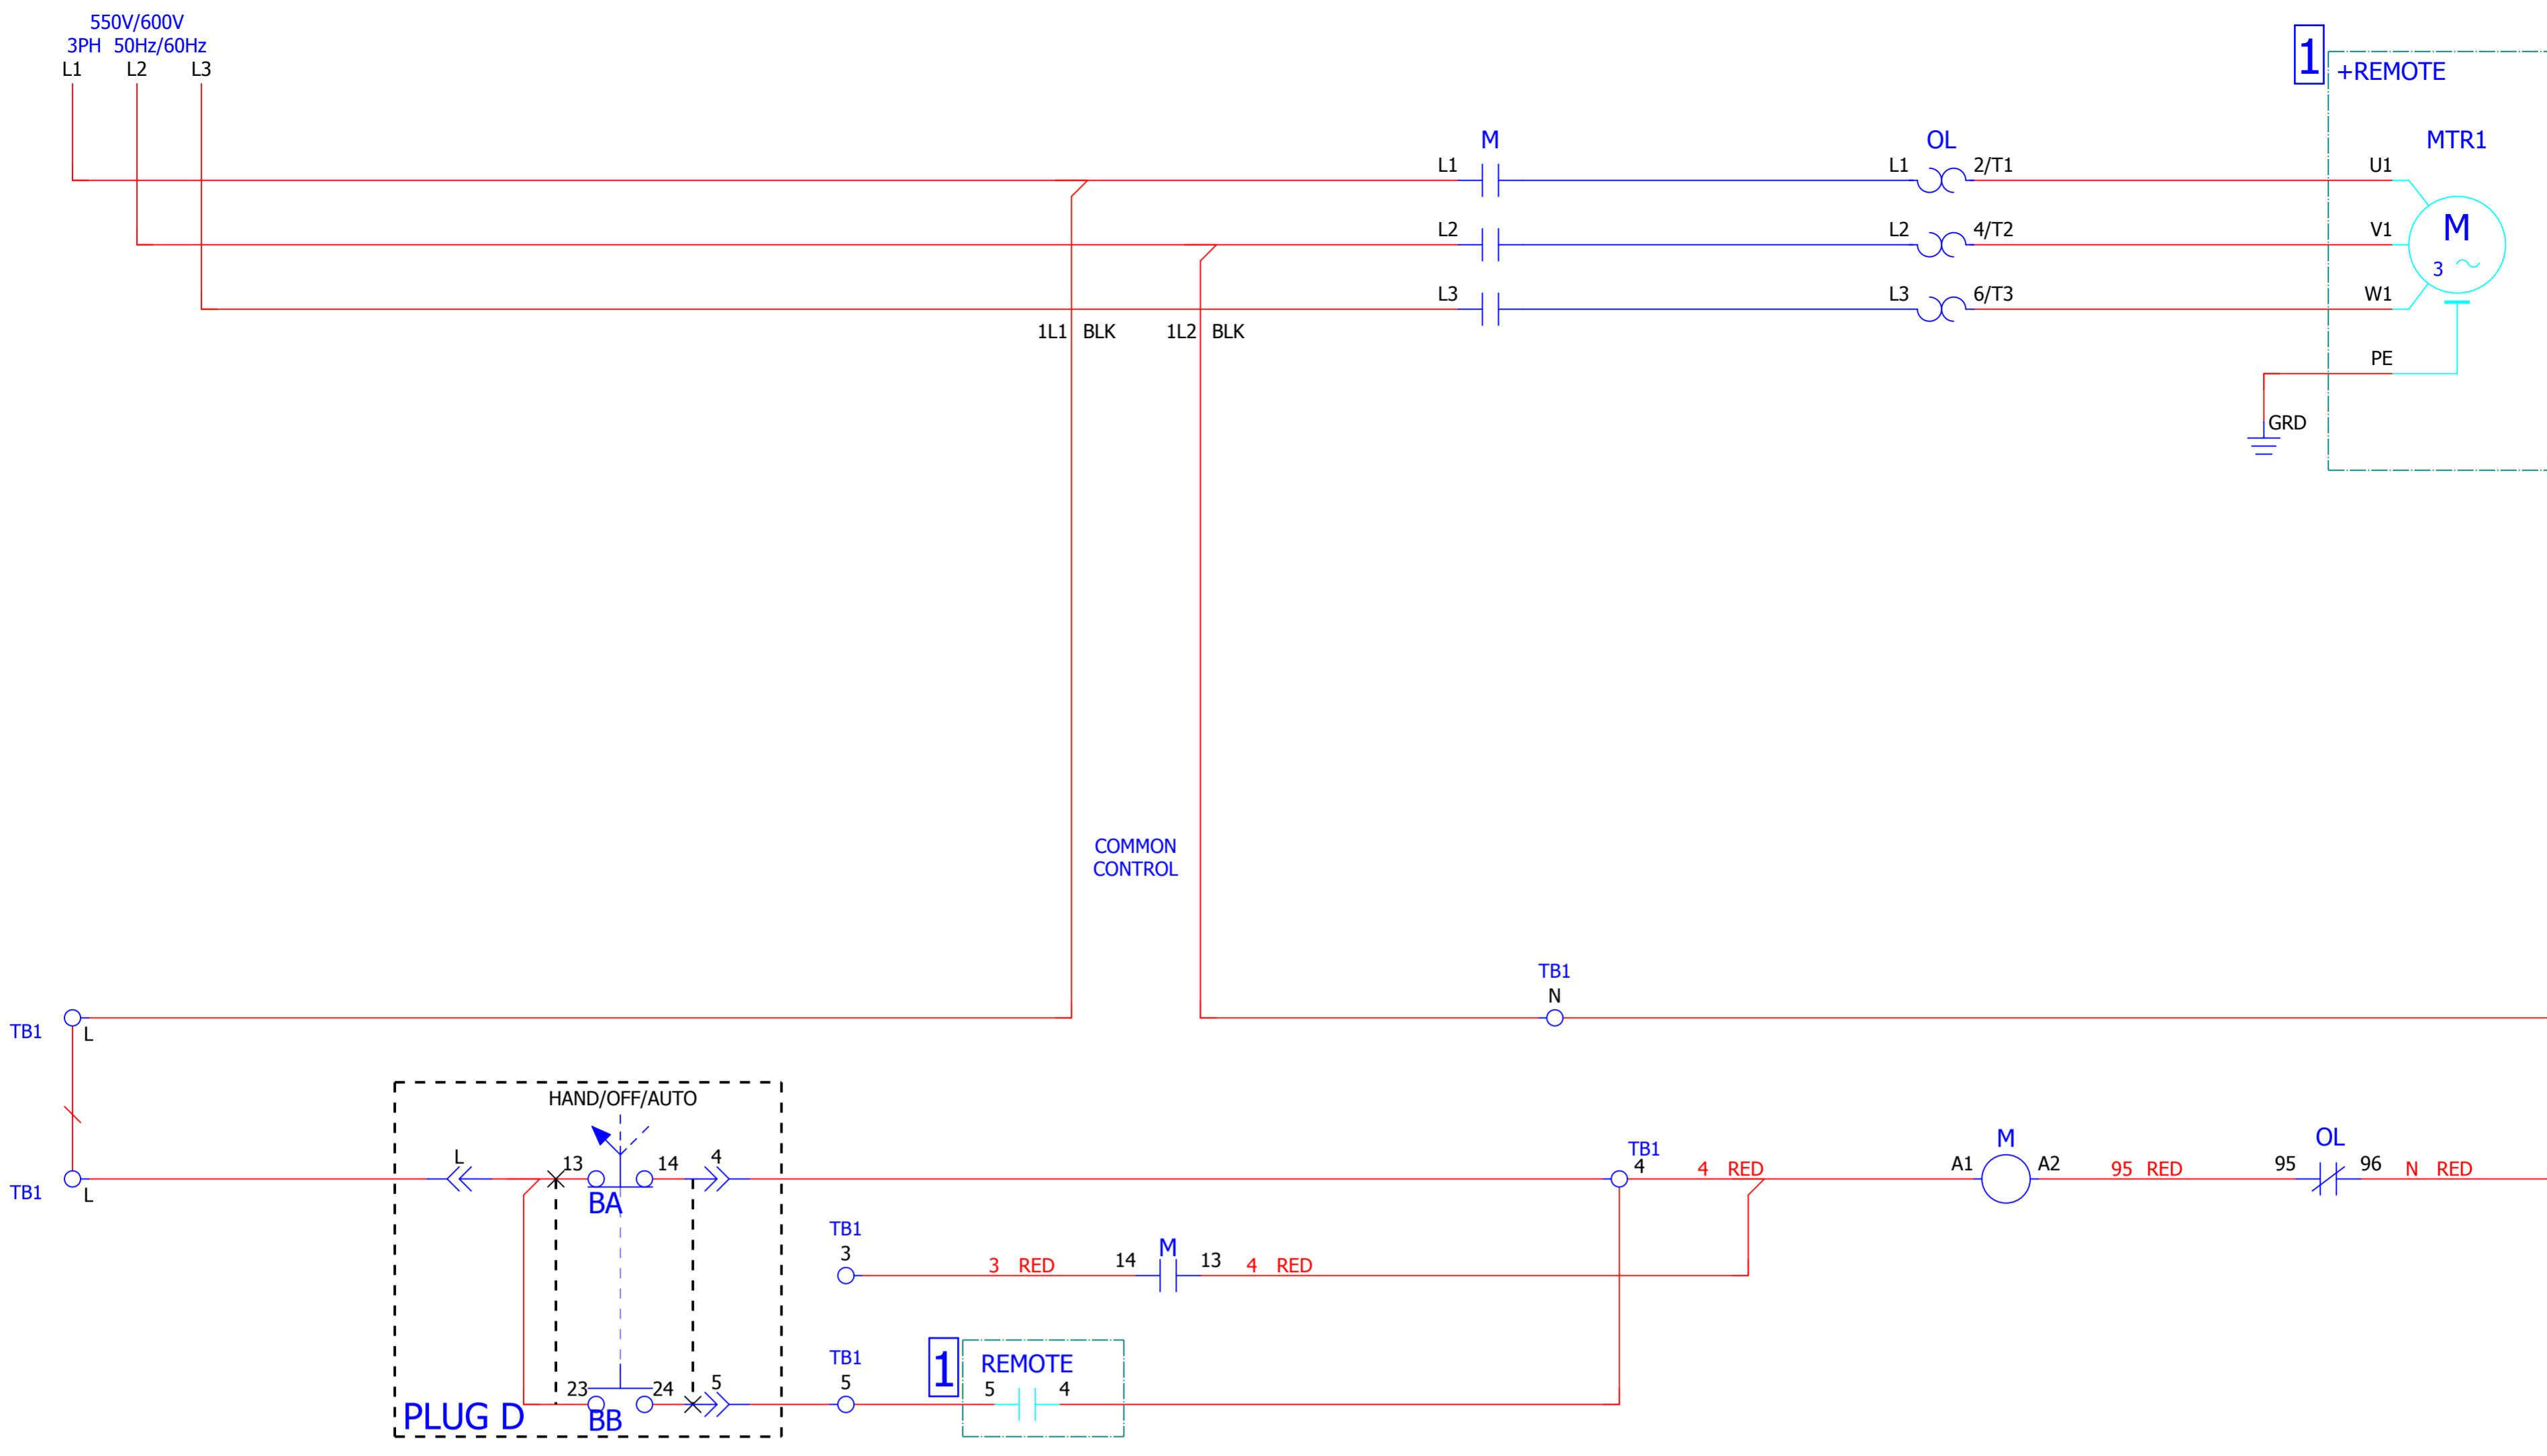 550V/600V
3PH 50Hz/60Hz
L1 L2 L3
1
+REMOTE
M OL MTR1
L1 L1 2/T1 U1
L2 L2 4/T2 V1
M
3
L3 L3 6/T3 W1
1L1 BLK 1L2 BLK
PE
GRD
COMMON
CONTROL
TB1
N
TB1 L
HAND/OFF/AUTO
TB1 L
L 13 14 4
BA
TB1
4
4 RED
M
A1 A2
95 RED
OL
95 96
N RED
TB1
3
3 RED
M
14 13
4 RED
TB1
5
1
REMOTE
5 4
23 24 5
BB
PLUG D